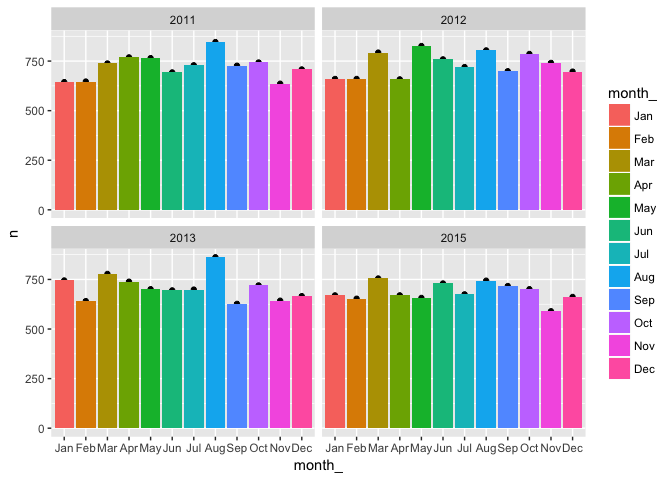 2011 2012
750
500
250
0
n
2013 2015
750
500
250
0
Jan Feb Mar Apr May Jun Jul Aug Sep Oct Nov Dec Jan Feb Mar Apr May Jun Jul Aug Sep Oct Nov Dec
month_
month_
Jan
Feb
Mar
Apr
May
Jun
Jul
Aug
Sep
Oct
Nov
Dec